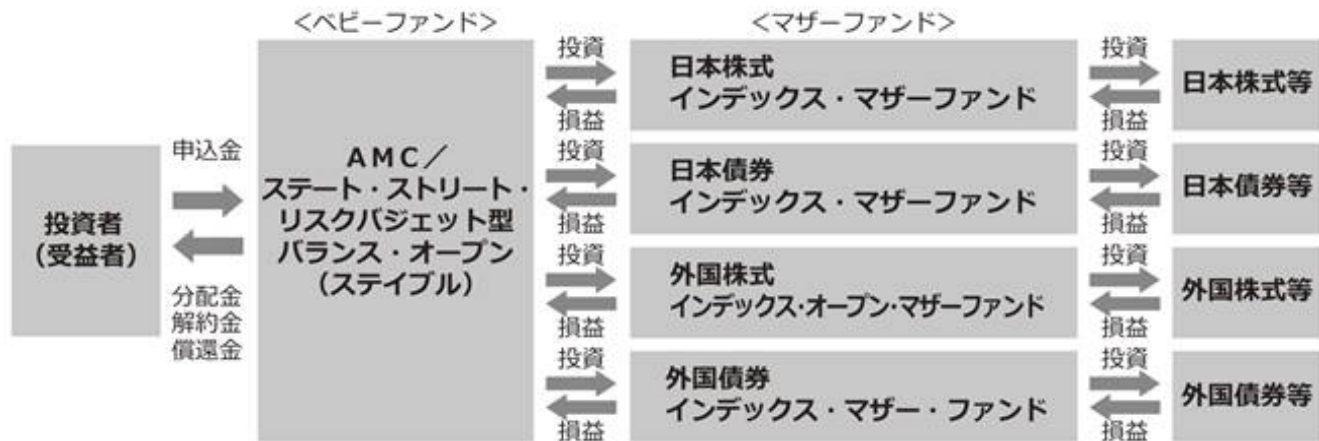 <ベビーファンド>
<マザーファンド>
投資者
(受益者)
申込金
分配金
解約金
償還金
AMC/
ステート・ストリート・
リスクバジェット型
バランス・オープン
(ステイブル)
投資
損益
日本株式
インデックス・マザーファンド
投資
損益
日本株式等
投資
損益
日本債券
インデックス・マザーファンド
投資
損益
日本債券等
投資
損益
外国株式
インデックス・オープン・マザーファンド
投資
損益
外国株式等
投資
損益
外国債券
インデックス・マザー・ファンド
投資
損益
外国債券等